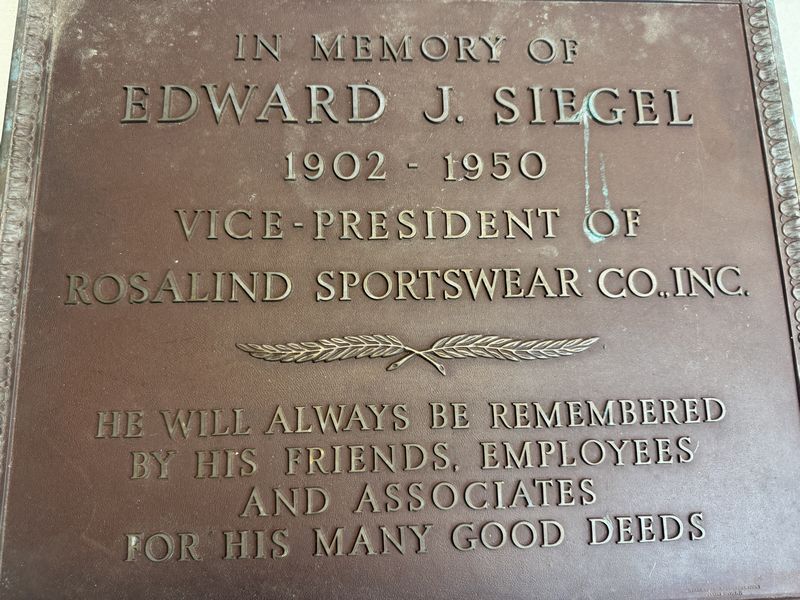 IN MEMORY OF
EDWARD J. SIEGEL
1902 - 1950
VICE-PRESIDENT OF
ROSALIND SPORTSWEAR CO., INC.
HE WILL ALWAYS BE REMEMBERED
BY HIS FRIENDS, EMPLOYEES
AND ASSOCIATES
FOR HIS MANY GOOD DEEDS